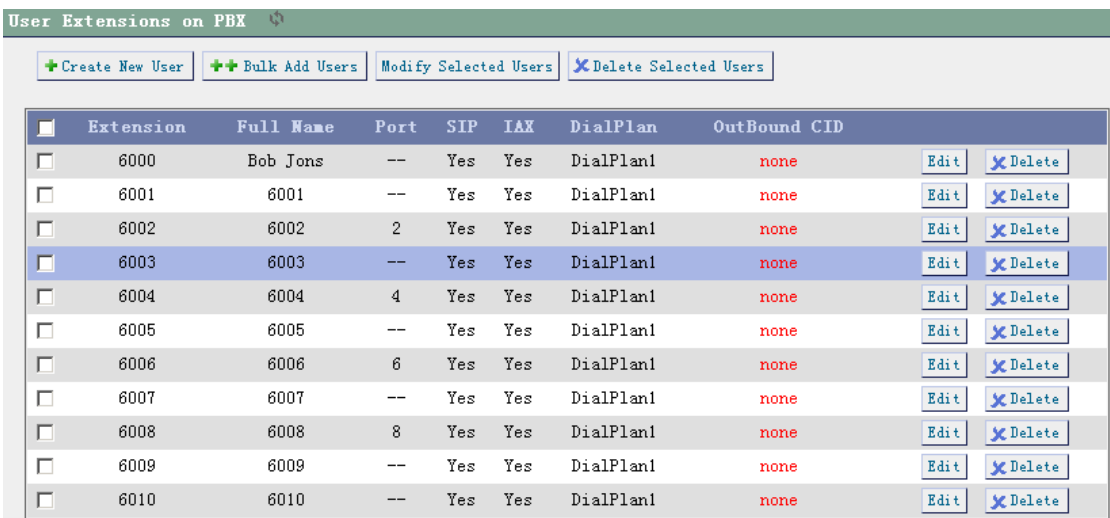 User Extensions on PBX
Create New User Bulk Add Users Modify Selected Users Delete Selected Users
Extension Full Name Port SIP IAX DialPlan OutBound CID
6000 Bob Jons -- Yes Yes DialPlan1 none Edit Delete
6001 6001 -- Yes Yes DialPlan1 none Edit Delete
6002 6002 2 Yes Yes DialPlan1 none Edit Delete
6003 6003 -- Yes Yes DialPlan1 none Edit Delete
6004 6004 4 Yes Yes DialPlan1 none Edit Delete
6005 6005 -- Yes Yes DialPlan1 none Edit Delete
6006 6006 6 Yes Yes DialPlan1 none Edit Delete
6007 6007 -- Yes Yes DialPlan1 none Edit Delete
6008 6008 8 Yes Yes DialPlan1 none Edit Delete
6009 6009 -- Yes Yes DialPlan1 none Edit Delete
6010 6010 -- Yes Yes DialPlan1 none Edit Delete